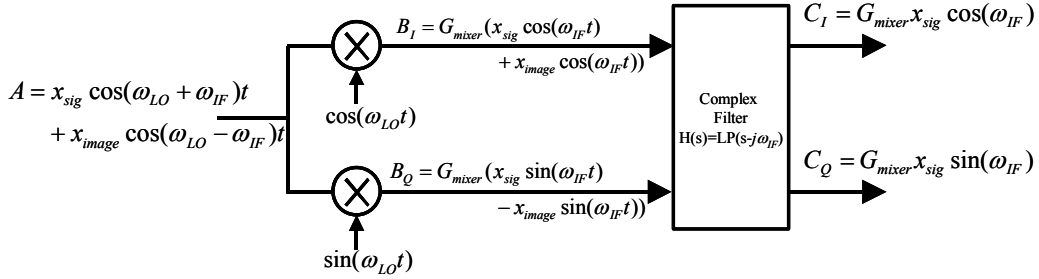 A = x_sig cos(ω_LO + ω_IF)t
+ x_image cos(ω_LO − ω_IF)t
cos(ω_LO t)
sin(ω_LO t)
B_I = G_mixer(x_sig cos(ω_IF t)
+ x_image cos(ω_IF t))
B_Q = G_mixer(x_sig sin(ω_IF t)
− x_image sin(ω_IF t))
Complex
Filter
H(s)=LP(s-jω_IF)
C_I = G_mixer x_sig cos(ω_IF)
C_Q = G_mixer x_sig sin(ω_IF)